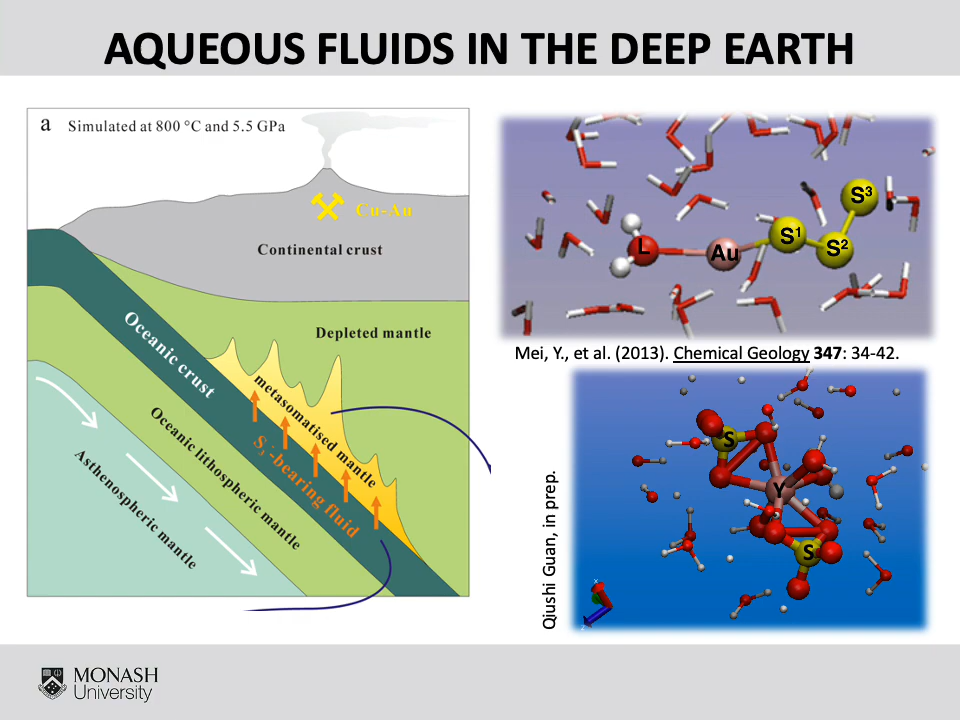 AQUEOUS FLUIDS IN THE DEEP EARTH
a
Simulated at 800 °C and 5.5 GPa
Cu-Au
Continental crust
Depleted mantle
Oceanic crust
metasomatised mantle
S₃⁻-bearing fluid
Oceanic lithospheric mantle
Asthenospheric mantle
L
Au
S¹
S²
S³
Mei, Y., et al. (2013). Chemical Geology 347: 34-42.
S
Y
S
Qiushi Guan, in prep.
MONASH
University